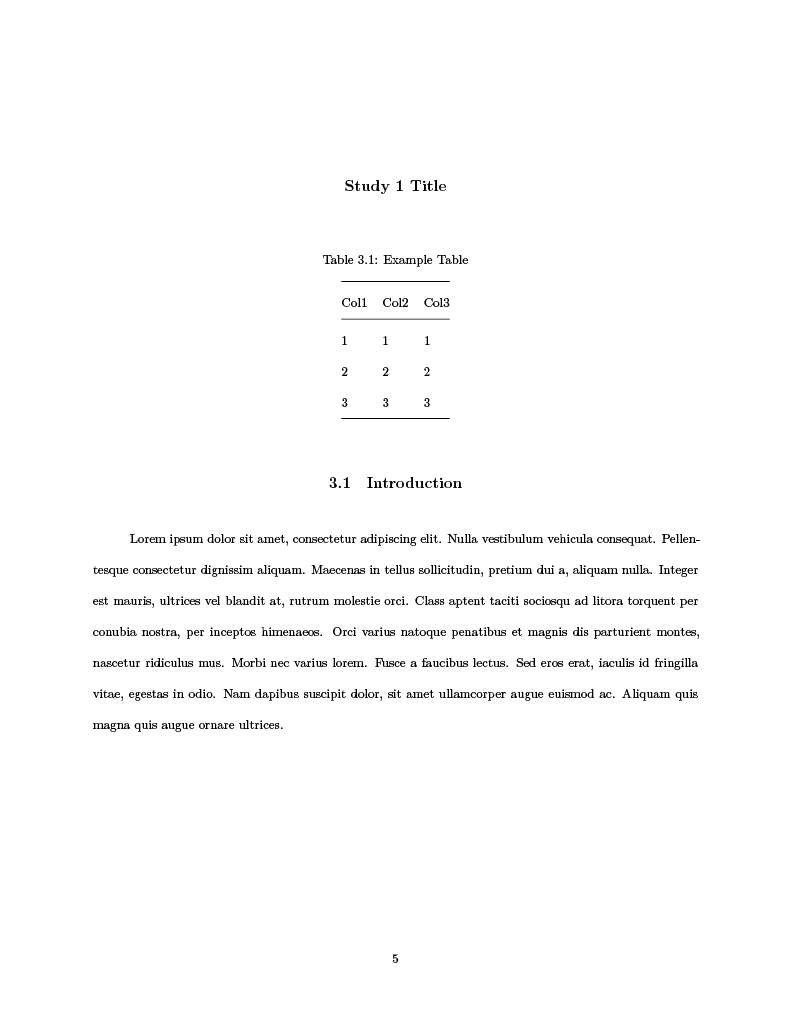 Study 1 Title
Table 3.1: Example Table
Col1 Col2 Col3
1 1 1
2 2 2
3 3 3
3.1 Introduction
Lorem ipsum dolor sit amet, consectetur adipiscing elit. Nulla vestibulum vehicula consequat. Pellen-
tesque consectetur dignissim aliquam. Maecenas in tellus sollicitudin, pretium dui a, aliquam nulla. Integer
est mauris, ultrices vel blandit at, rutrum molestie orci. Class aptent taciti sociosqu ad litora torquent per
conubia nostra, per inceptos himenaeos. Orci varius natoque penatibus et magnis dis parturient montes,
nascetur ridiculus mus. Morbi nec varius lorem. Fusce a faucibus lectus. Sed eros erat, iaculis id fringilla
vitae, egestas in odio. Nam dapibus suscipit dolor, sit amet ullamcorper augue euismod ac. Aliquam quis
magna quis augue ornare ultrices.
5